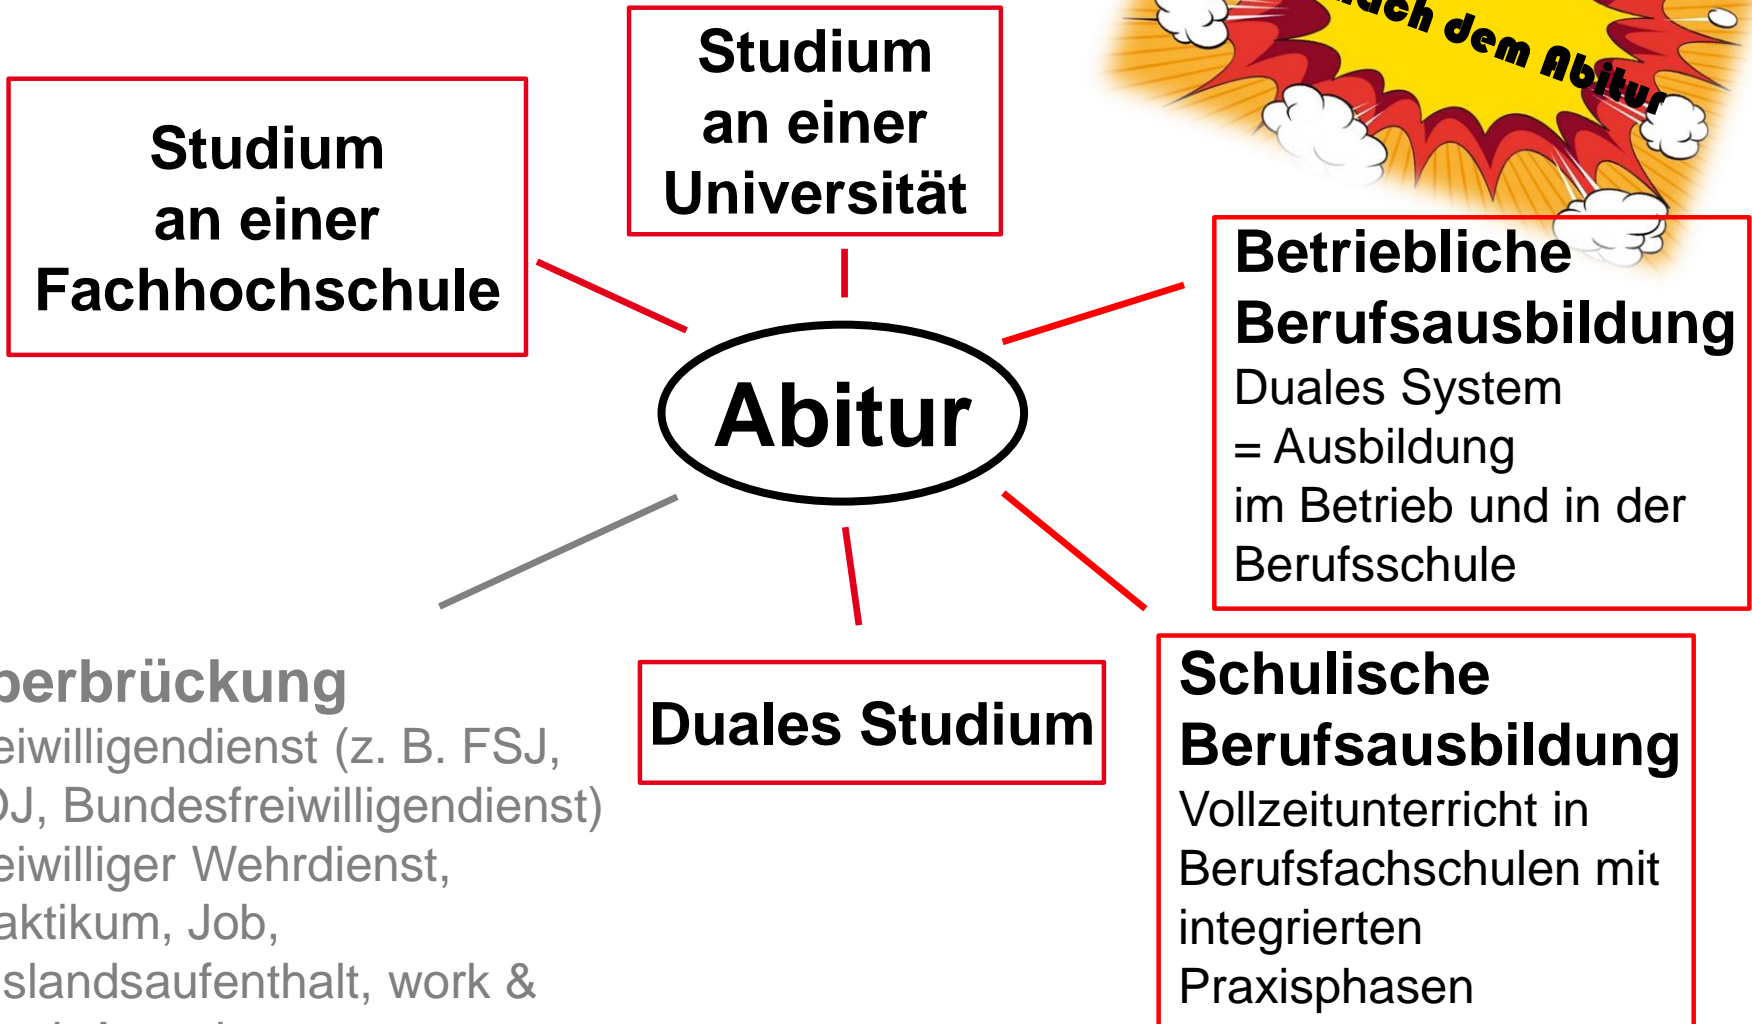 nach dem Abitur
Studium
an einer
Universität
Studium
an einer
Fachhochschule
Abitur
Betriebliche
Berufsausbildung
Duales System
= Ausbildung
im Betrieb und in der
Berufsschule
Schulische
Berufsausbildung
Vollzeitunterricht in
Berufsfachschulen mit
integrierten
Praxisphasen
Duales Studium
berbrückung
eiwilligendienst (z. B. FSJ,
J, Bundesfreiwilligendienst)
eiwilliger Wehrdienst,
aktikum, Job,
slandsaufenthalt, work &